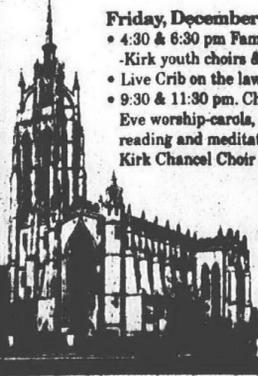 Friday, December
• 4:30 & 6:30 pm Fam
-Kirk youth choirs &
• Live Crib on the law
• 9:30 & 11:30 pm. Ch
Eve worship-carols,
reading and meditat
Kirk Chancel Choir